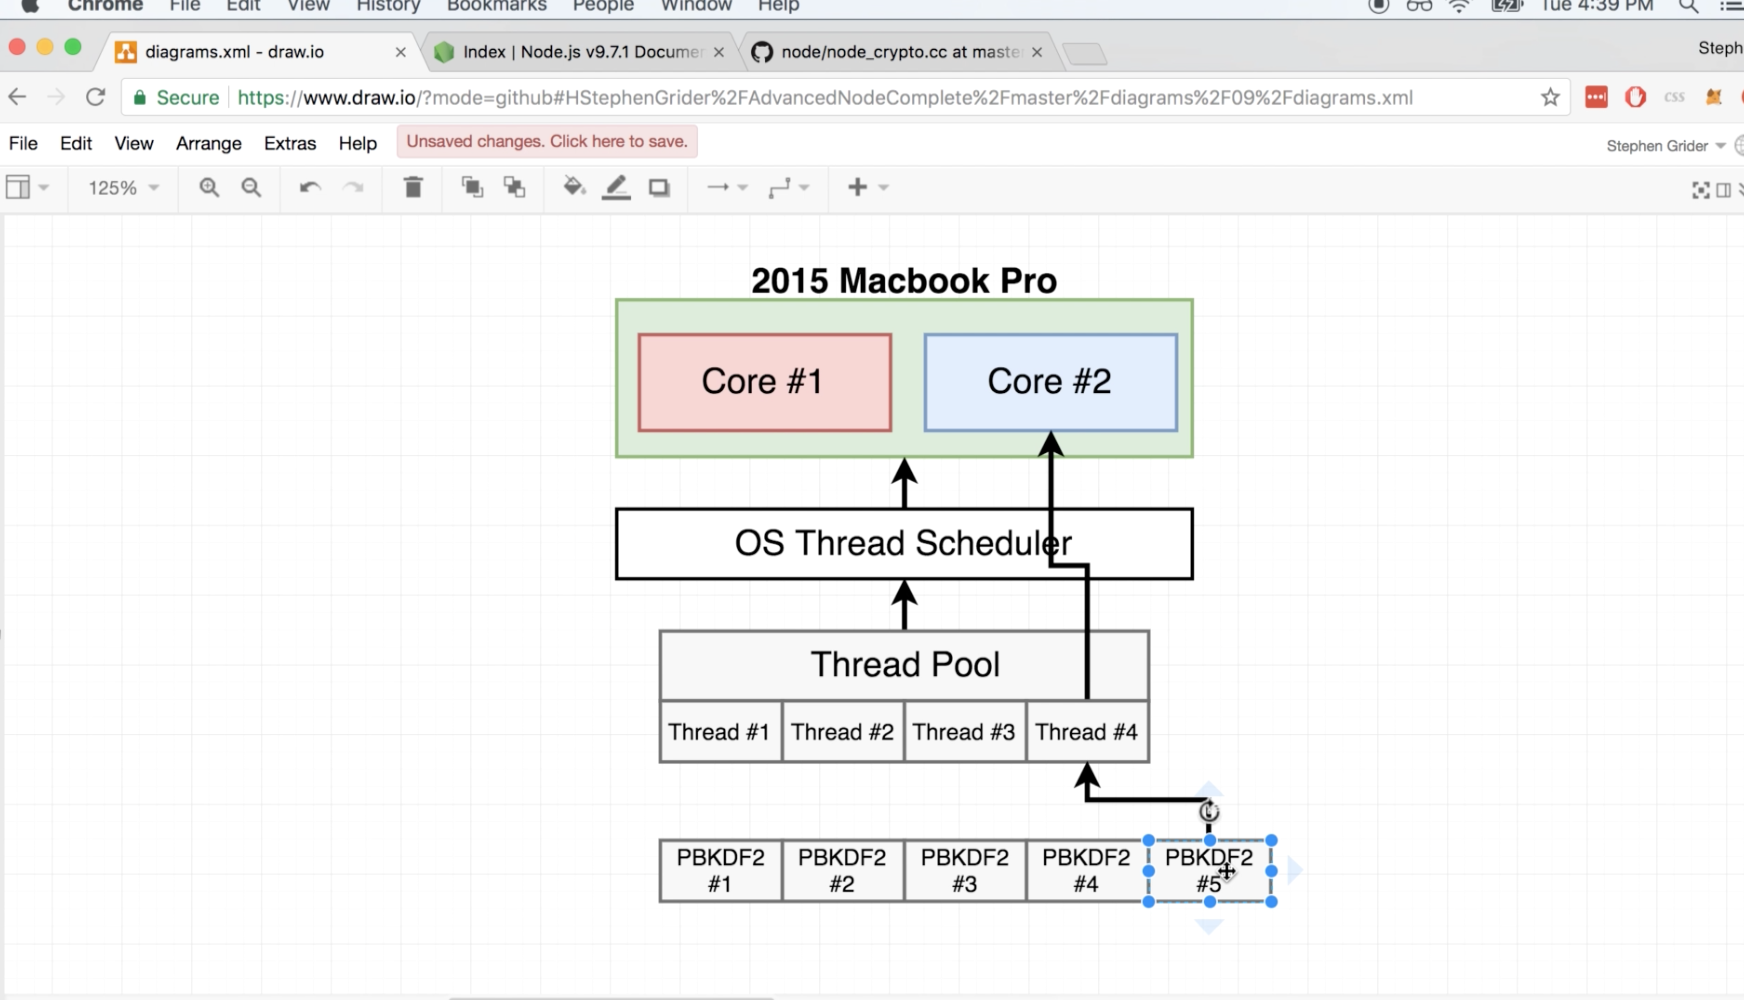 Chrome File Edit View History Bookmarks People Window Help Tue 4:39 PM
diagrams.xml - draw.io Index | Node.js v9.7.1 Documen node/node_crypto.cc at maste Steph
Secure https://www.draw.io/?mode=github#HStephenGrider%2FAdvancedNodeComplete%2Fmaster%2Fdiagrams%2F09%2Fdiagrams.xml css
File Edit View Arrange Extras Help Unsaved changes. Click here to save. Stephen Grider
125%
2015 Macbook Pro
Core #1 Core #2
OS Thread Scheduler
Thread Pool
Thread #1 Thread #2 Thread #3 Thread #4
PBKDF2 PBKDF2 PBKDF2 PBKDF2 PBKDF2
#1 #2 #3 #4 #5